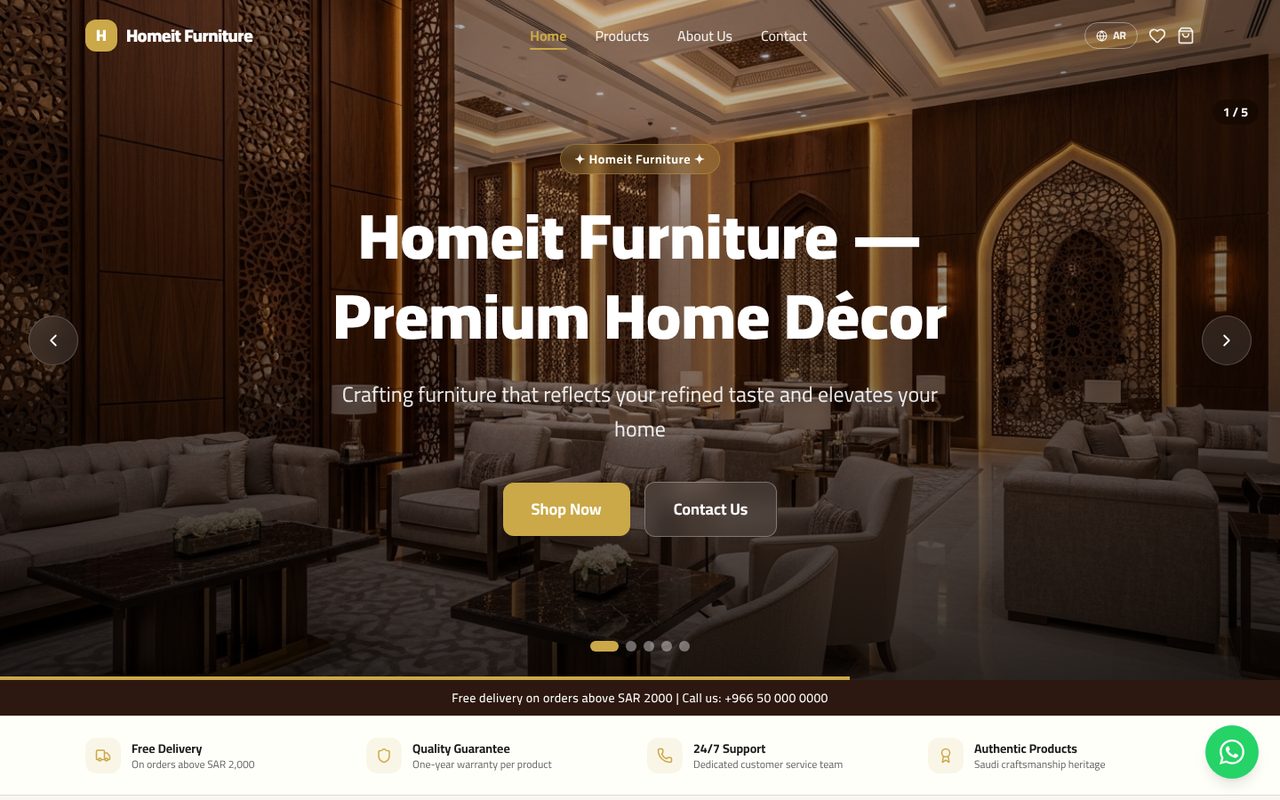 H Homeit Furniture
Home Products About Us Contact
AR
1 / 5
✦ Homeit Furniture ✦
Homeit Furniture —
Premium Home Décor
Crafting furniture that reflects your refined taste and elevates your
home
Shop Now Contact Us
Free delivery on orders above SAR 2000 | Call us: +966 50 000 0000
Free Delivery
On orders above SAR 2,000
Quality Guarantee
One-year warranty per product
24/7 Support
Dedicated customer service team
Authentic Products
Saudi craftsmanship heritage